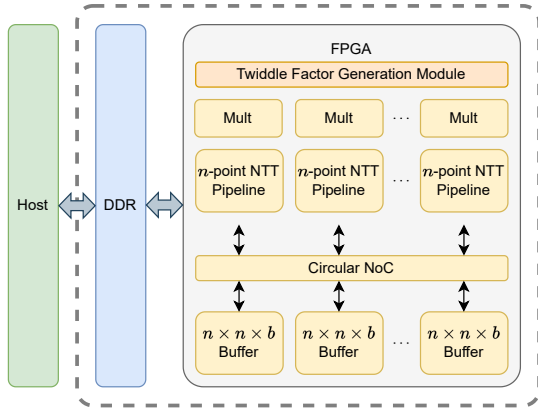 FPGA
Twiddle Factor Generation Module
Mult Mult ... Mult
n-point NTT Pipeline
n-point NTT Pipeline
...
n-point NTT Pipeline
Host
DDR
Circular NoC
n × n × b Buffer
n × n × b Buffer
...
n × n × b Buffer